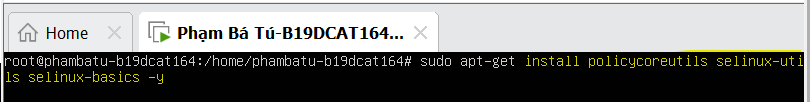 Home
Phạm Bá Tú-B19DCAT164...
root@phambatu-b19dcat164:/home/phambatu-b19dcat164# sudo apt-get install policycoreutils selinux-uti
ls selinux-basics -y